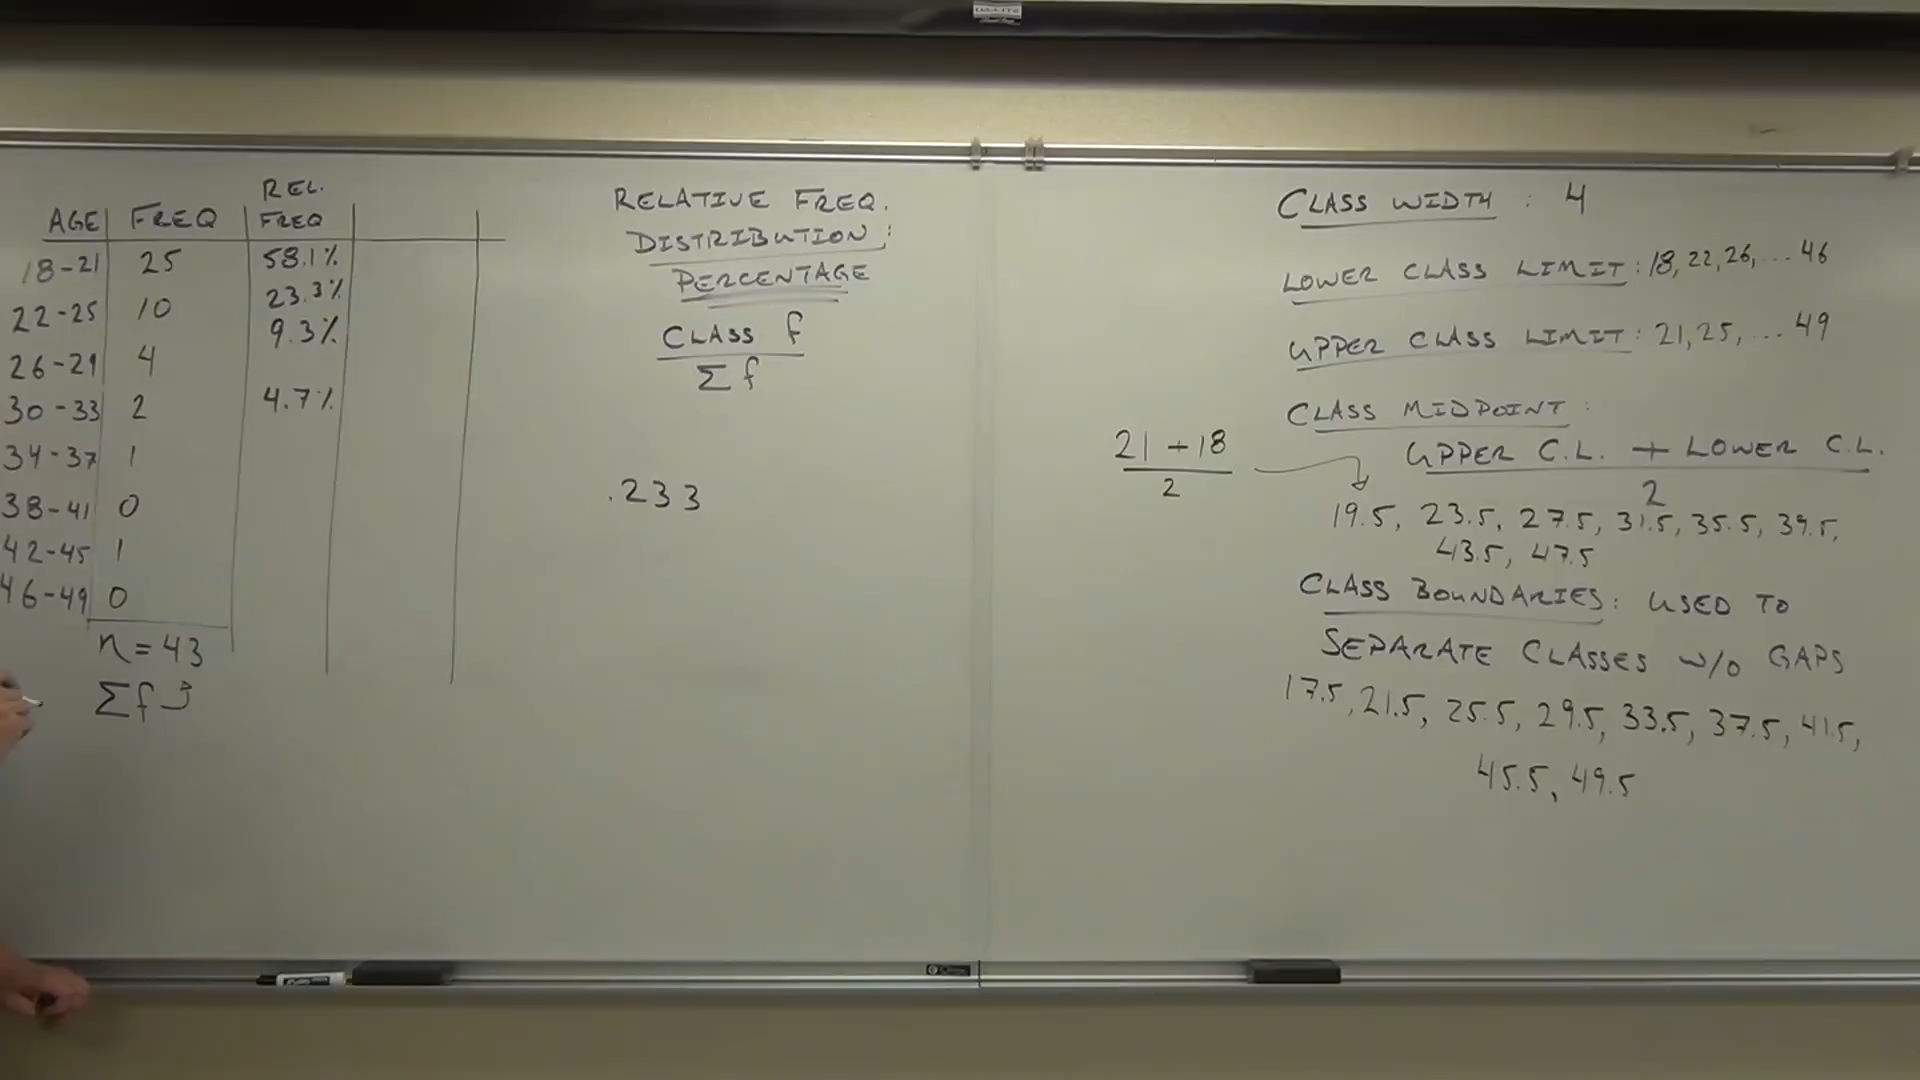 REL.
AGE FREQ FREQ
18-21 25 58.1%
22-25 10 23.3%
26-29 4 9.3%
30-33 2 4.7%
34-37 1
38-41 0
42-45 1
46-49 0
n = 43
Σf
RELATIVE FREQ.
DISTRIBUTION:
PERCENTAGE
CLASS f
Σ f
.233
CLASS WIDTH : 4
LOWER CLASS LIMIT: 18, 22, 26, ... 46
UPPER CLASS LIMIT: 21, 25, ... 49
CLASS MIDPOINT:
UPPER C.L. + LOWER C.L.
2
21 + 18
2
19.5, 23.5, 27.5, 31.5, 35.5, 39.5,
43.5, 47.5
CLASS BOUNDARIES: USED TO
SEPARATE CLASSES W/O GAPS
17.5, 21.5, 25.5, 29.5, 33.5, 37.5, 41.5,
45.5, 49.5